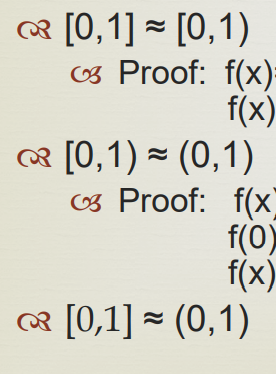 [0,1] ≈ [0,1)
Proof: f(x)=
f(x)
[0,1) ≈ (0,1)
Proof: f(x)
f(0)
f(x)
[0,1] ≈ (0,1)